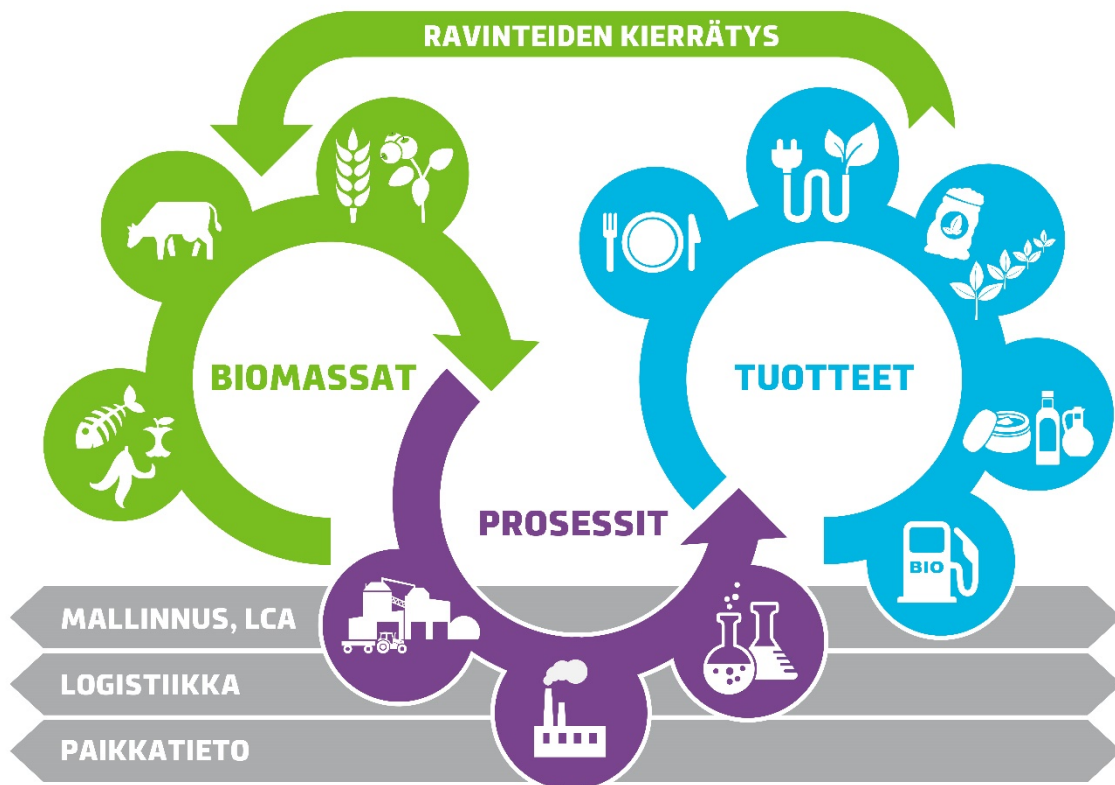 RAVINTEIDEN KIERRÄTYS
BIOMASSAT
TUOTTEET
PROSESSIT
BIO
MALLINNUS, LCA
LOGISTIIKKA
PAIKKATIETO